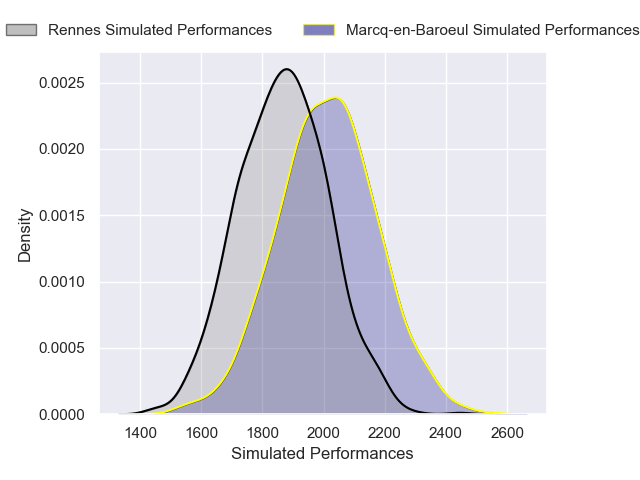 Rennes Simulated Performances
Marcq-en-Baroeul Simulated Performances
0.0025
0.0020
0.0015
0.0010
0.0005
0.0000
Density
1400 1600 1800 2000 2200 2400 2600
Simulated Performances